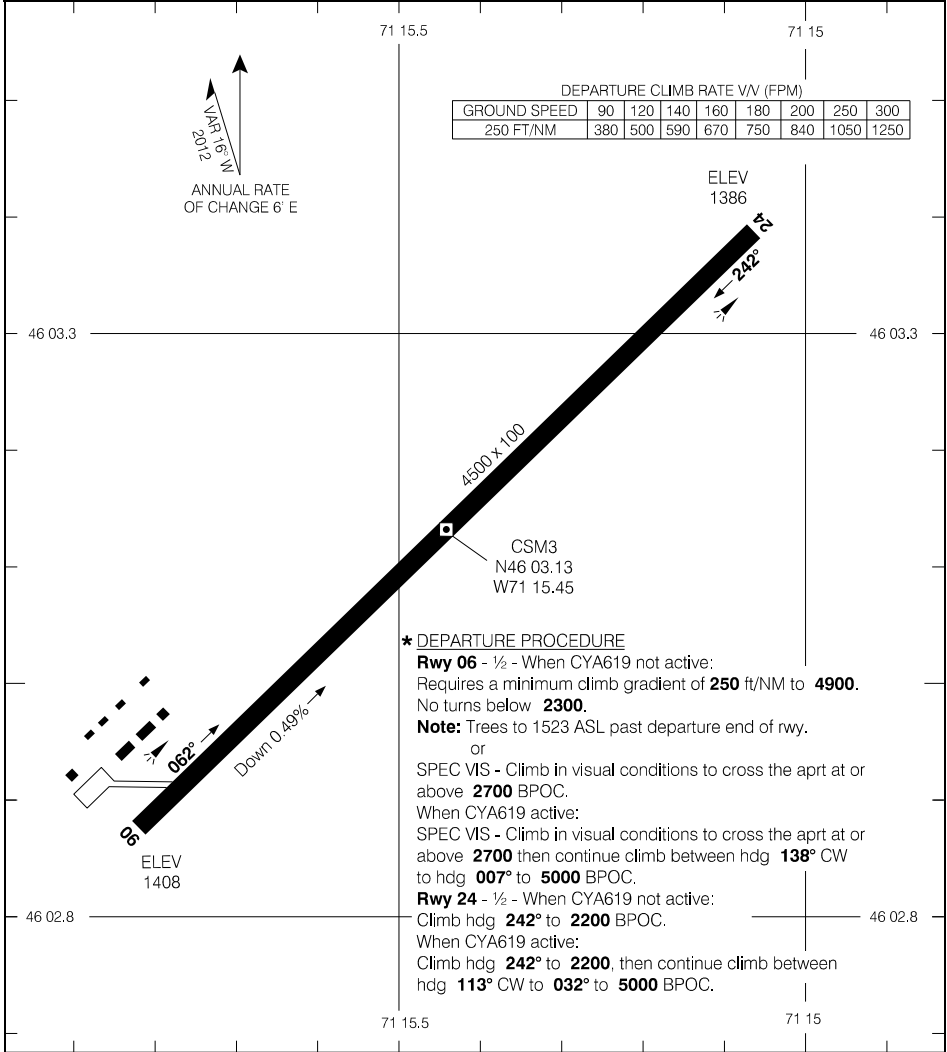 71 15.5
71 15
DEPARTURE CLIMB RATE V/V (FPM)
GROUND SPEED 90 120 140 160 180 200 250 300
250 FT/NM 380 500 590 670 750 840 1050 1250
VAR 16° W
2012
ANNUAL RATE
OF CHANGE 6' E
ELEV
1386
24
242°
46 03.3
46 03.3
4500 x 100
CSM3
N46 03.13
W71 15.45
* DEPARTURE PROCEDURE
Rwy 06 - ½ - When CYA619 not active:
Requires a minimum climb gradient of 250 ft/NM to 4900.
No turns below 2300.
Note: Trees to 1523 ASL past departure end of rwy.
or
SPEC VIS - Climb in visual conditions to cross the aprt at or
above 2700 BPOC.
When CYA619 active:
SPEC VIS - Climb in visual conditions to cross the aprt at or
above 2700 then continue climb between hdg 138° CW
to hdg 007° to 5000 BPOC.
Rwy 24 - ½ - When CYA619 not active:
Climb hdg 242° to 2200 BPOC.
When CYA619 active:
Climb hdg 242° to 2200, then continue climb between
hdg 113° CW to 032° to 5000 BPOC.
062°
Down 0.49%
06
ELEV
1408
46 02.8
46 02.8
71 15.5
71 15